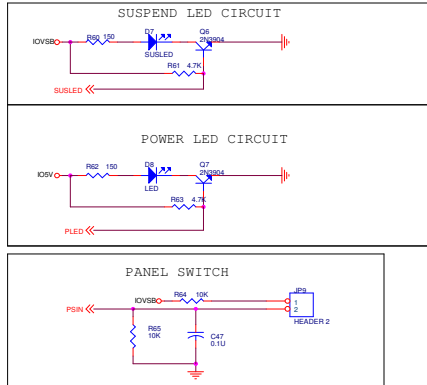 SUSPEND LED CIRCUIT
IOVSB
R60 150
D7
SUSLED
Q6
2N3904
R61 4.7K
SUSLED
POWER LED CIRCUIT
IO5V
R62 150
D8
LED
Q7
2N3904
R63 4.7K
PLED
PANEL SWITCH
PSIN
IOVSB
R64 10K
JP9
1
2
HEADER 2
R65
10K
C47
0.1U